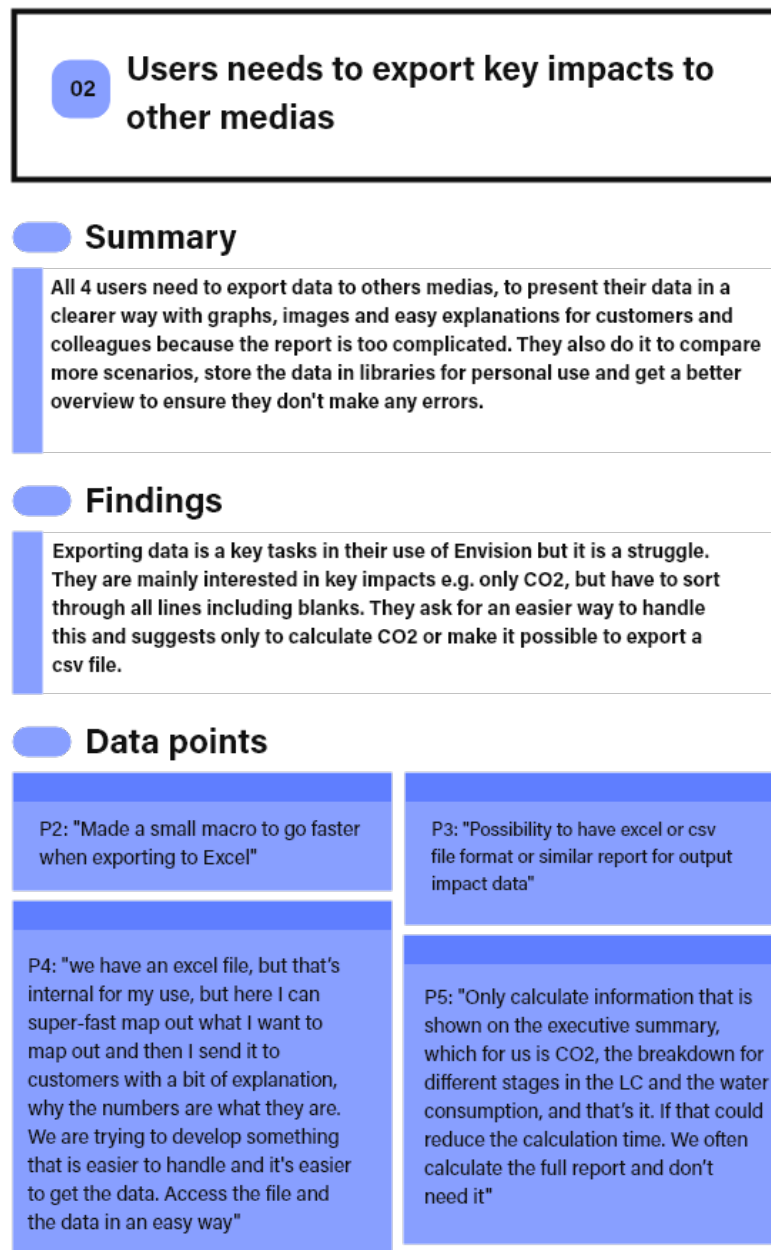 02
Users needs to export key impacts to
other medias
Summary
All 4 users need to export data to others medias, to present their data in a
clearer way with graphs, images and easy explanations for customers and
colleagues because the report is too complicated. They also do it to compare
more scenarios, store the data in libraries for personal use and get a better
overview to ensure they don't make any errors.
Findings
Exporting data is a key tasks in their use of Envision but it is a struggle.
They are mainly interested in key impacts e.g. only CO2, but have to sort
through all lines including blanks. They ask for an easier way to handle
this and suggests only to calculate CO2 or make it possible to export a
csv file.
Data points
P2: "Made a small macro to go faster
when exporting to Excel"
P3: "Possibility to have excel or csv
file format or similar report for output
impact data"
P4: "we have an excel file, but that’s
internal for my use, but here I can
super-fast map out what I want to
map out and then I send it to
customers with a bit of explanation,
why the numbers are what they are.
We are trying to develop something
that is easier to handle and it's easier
to get the data. Access the file and
the data in an easy way"
P5: "Only calculate information that is
shown on the executive summary,
which for us is CO2, the breakdown for
different stages in the LC and the water
consumption, and that’s it. If that could
reduce the calculation time. We often
calculate the full report and don’t
need it"